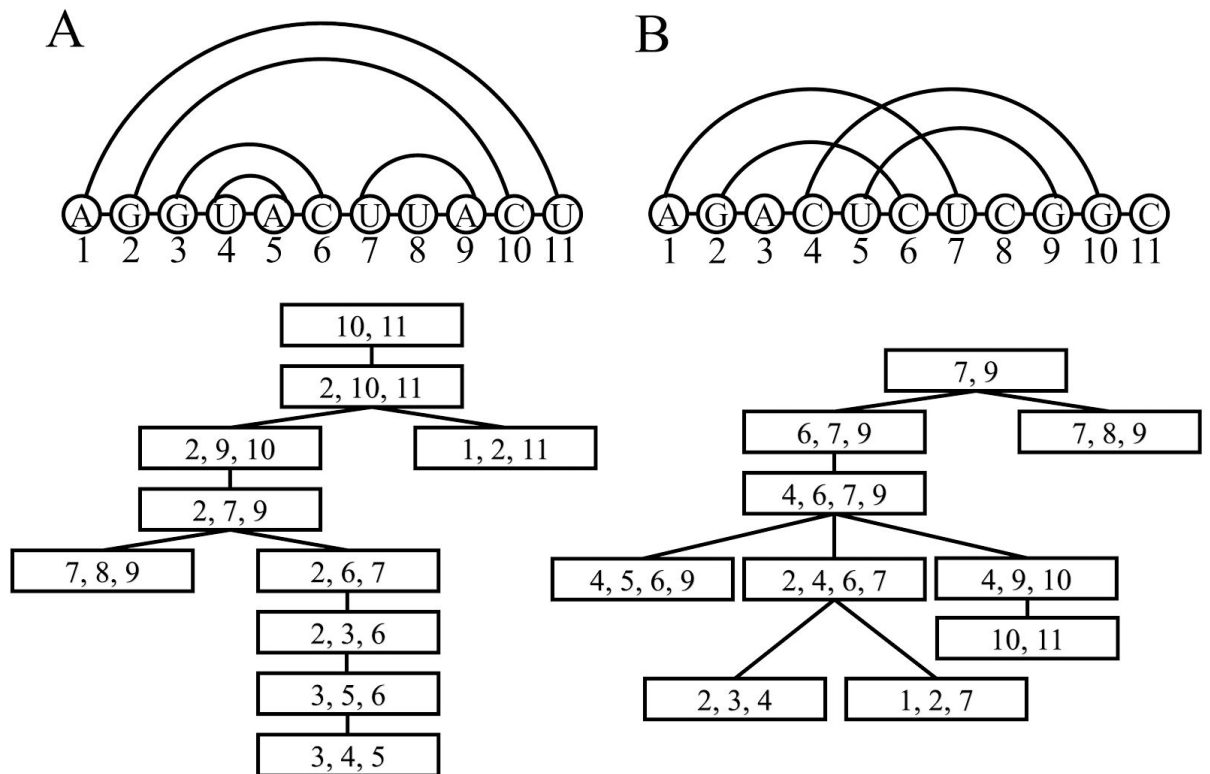 A B
A G G U A C U U A C U
1 2 3 4 5 6 7 8 9 10 11
A G A C U C U C G G C
1 2 3 4 5 6 7 8 9 10 11
10, 11
2, 10, 11
2, 9, 10
1, 2, 11
2, 7, 9
7, 8, 9
2, 6, 7
2, 3, 6
3, 5, 6
3, 4, 5
7, 9
6, 7, 9
7, 8, 9
4, 6, 7, 9
4, 5, 6, 9
2, 4, 6, 7
4, 9, 10
10, 11
2, 3, 4
1, 2, 7